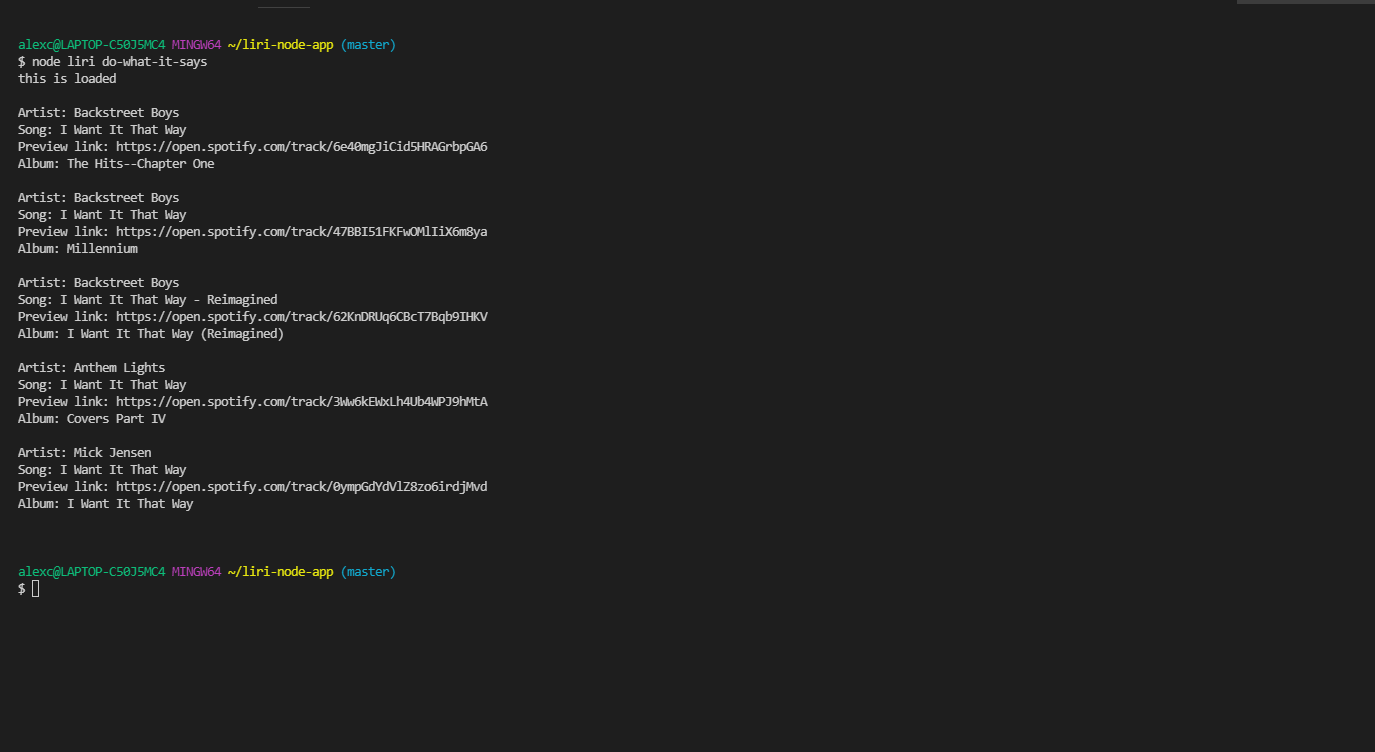 alexc@LAPTOP-C50J5MC4 MINGW64 ~/liri-node-app (master)
$ node liri do-what-it-says
this is loaded
Artist: Backstreet Boys
Song: I Want It That Way
Preview link: https://open.spotify.com/track/6e40mgJiCid5HRAGrbpGA6
Album: The Hits--Chapter One
Artist: Backstreet Boys
Song: I Want It That Way
Preview link: https://open.spotify.com/track/47BBI51FKFwOMlIiX6m8ya
Album: Millennium
Artist: Backstreet Boys
Song: I Want It That Way - Reimagined
Preview link: https://open.spotify.com/track/62KnDRUq6CBcT7Bqb9IHKV
Album: I Want It That Way (Reimagined)
Artist: Anthem Lights
Song: I Want It That Way
Preview link: https://open.spotify.com/track/3Ww6kEWxLh4Ub4WPJ9hMtA
Album: Covers Part IV
Artist: Mick Jensen
Song: I Want It That Way
Preview link: https://open.spotify.com/track/0ympGdYdVlZ8zo6irdjMvd
Album: I Want It That Way
alexc@LAPTOP-C50J5MC4 MINGW64 ~/liri-node-app (master)
$